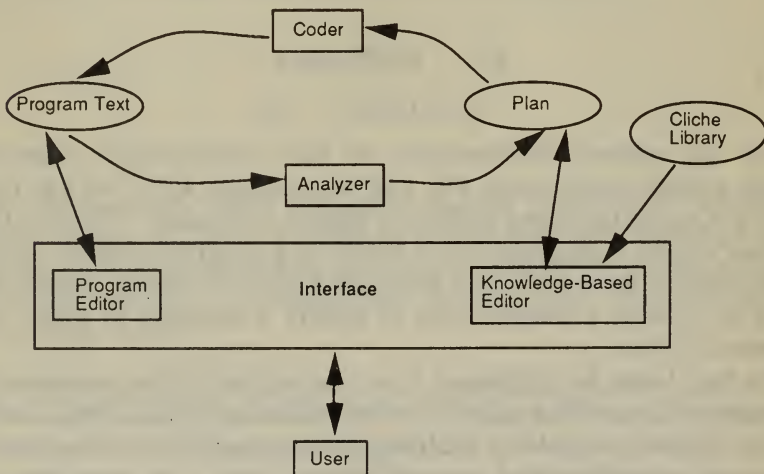 Coder
Program Text
Plan
Cliche
Library
Analyzer
Program
Editor
Interface
Knowledge-Based
Editor
User